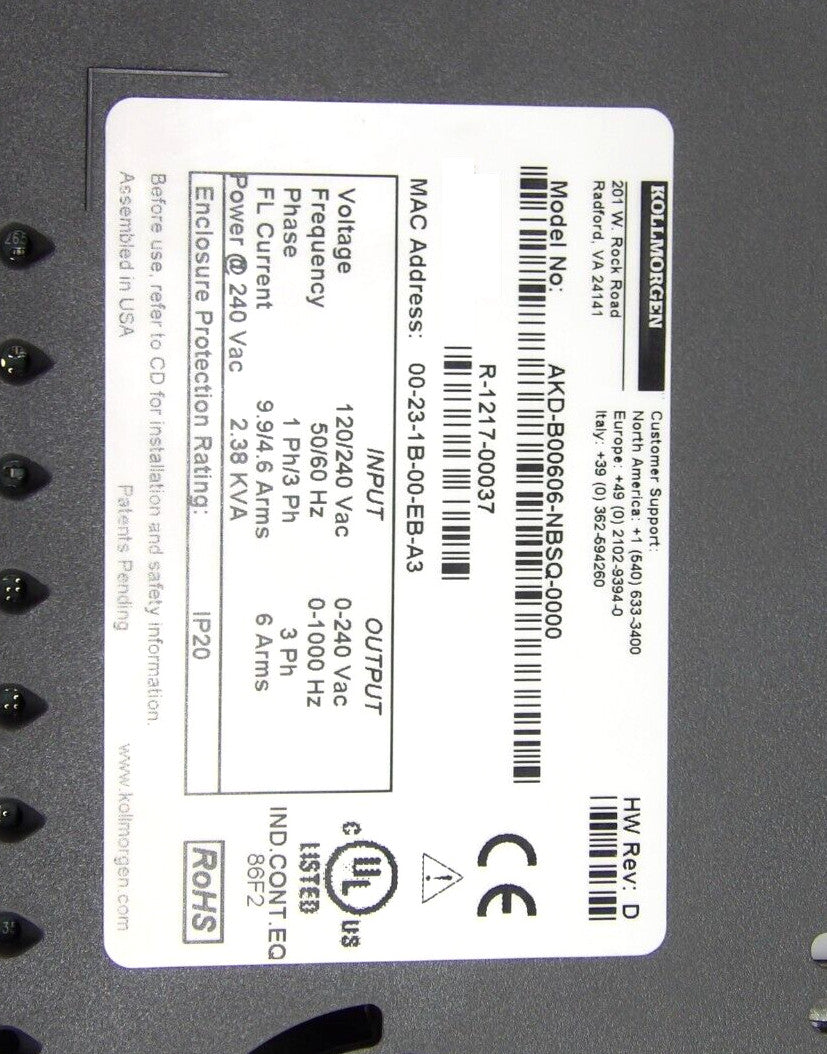 KOLLMORGEN
201 W. Rock Road
Radford, VA 24141
Customer Support:
North America: +1 (540) 633-3400
Europe: +49 (0) 2102-9394-0
Italy: +39 (0) 362-594260
HW Rev: D
Model No: AKD-B00606-NBSQ-0000
R-1217-00037
MAC Address: 00-23-1B-00-EB-A3
INPUT OUTPUT
Voltage 120/240 Vac 0-240 Vac
Frequency 50/60 Hz 0-1000 Hz
Phase 1 Ph/3 Ph 3 Ph
FL Current 9.9/4.6 Arms 6 Arms
Power @ 240 Vac 2.38 KVA
Enclosure Protection Rating: IP20
CE
C UL US
LISTED
IND.CONT.EQ
86F2
RoHS
Before use, refer to CD for installation and safety information.
Assembled in USA Patents Pending www.kollmorgen.com